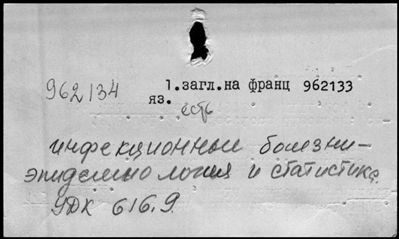 962134 1.загл.на франц 962133
яз. есть
инфекционные болезни-
эпидемиология и статистика.
УДК 616.9